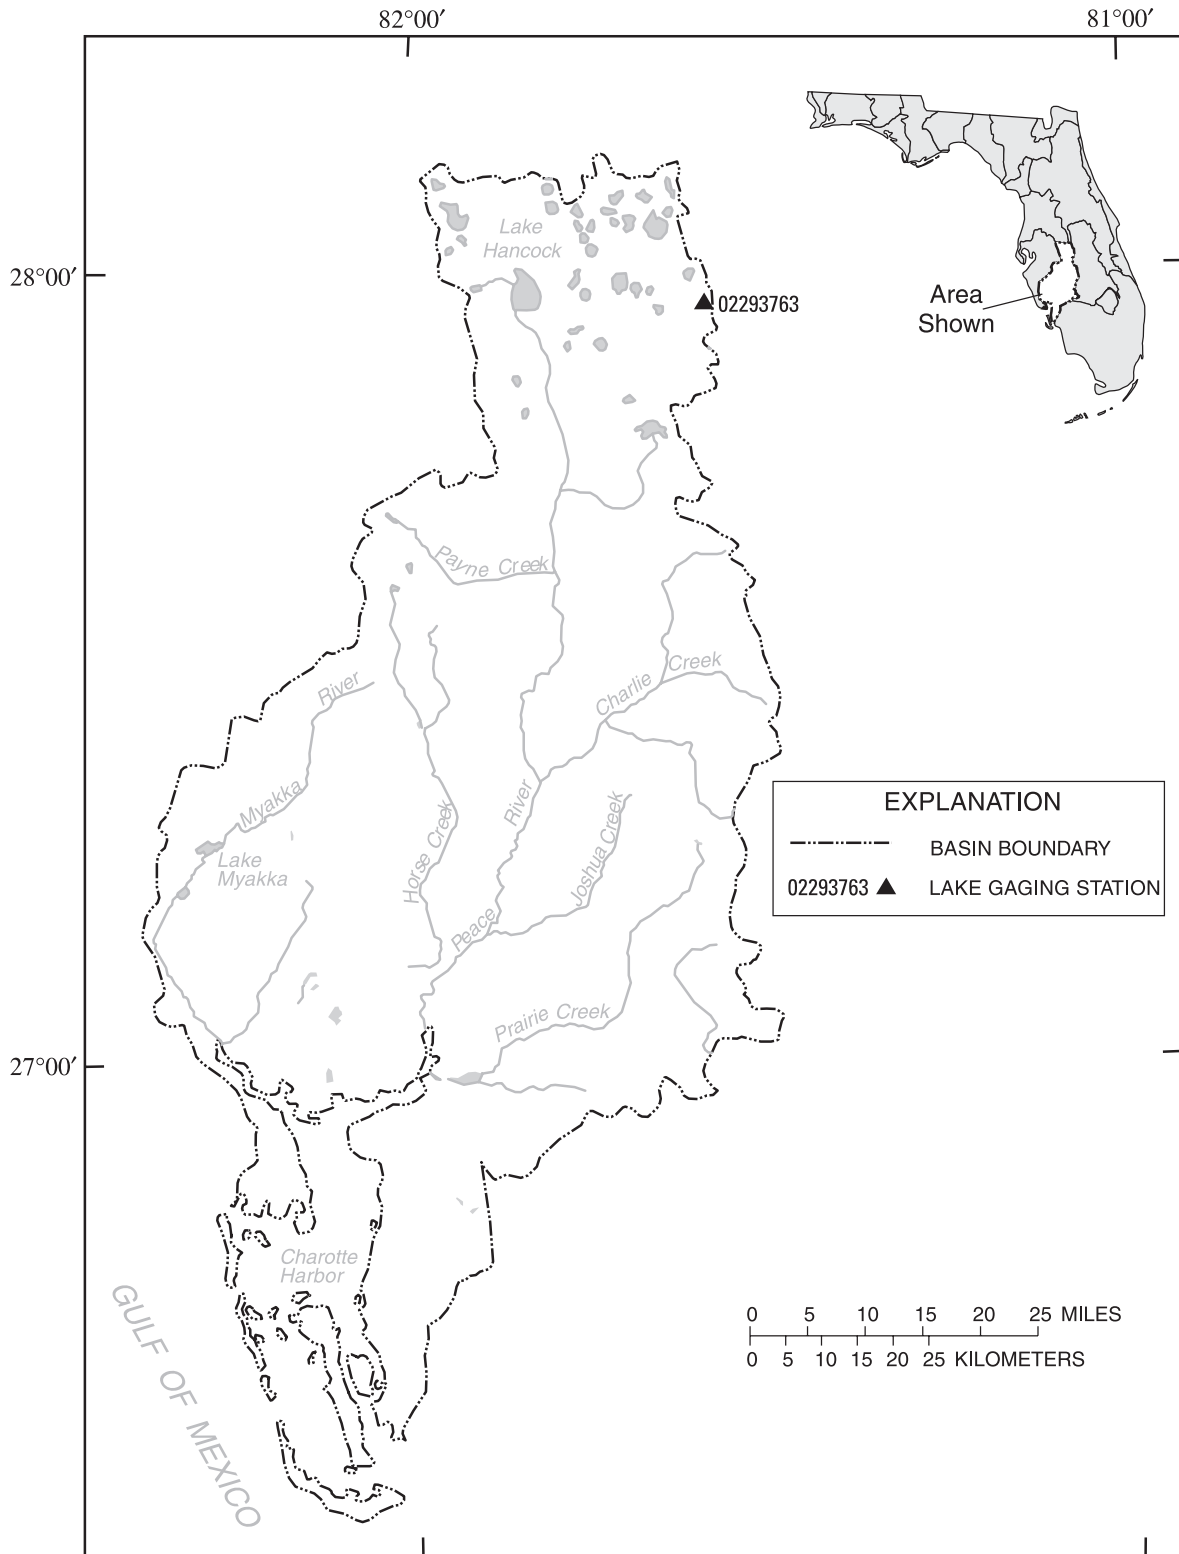 82°00′
81°00′
28°00′
27°00′
Lake
Hancock
02293763
Area
Shown
Payne Creek
River
Myakka
Lake
Myakka
Horse Creek
Peace
River
Charlie
Creek
Joshua Creek
Prairie Creek
EXPLANATION
BASIN BOUNDARY
02293763 LAKE GAGING STATION
Charotte
Harbor
GULF OF MEXICO
0 5 10 15 20 25 MILES
0 5 10 15 20 25 KILOMETERS